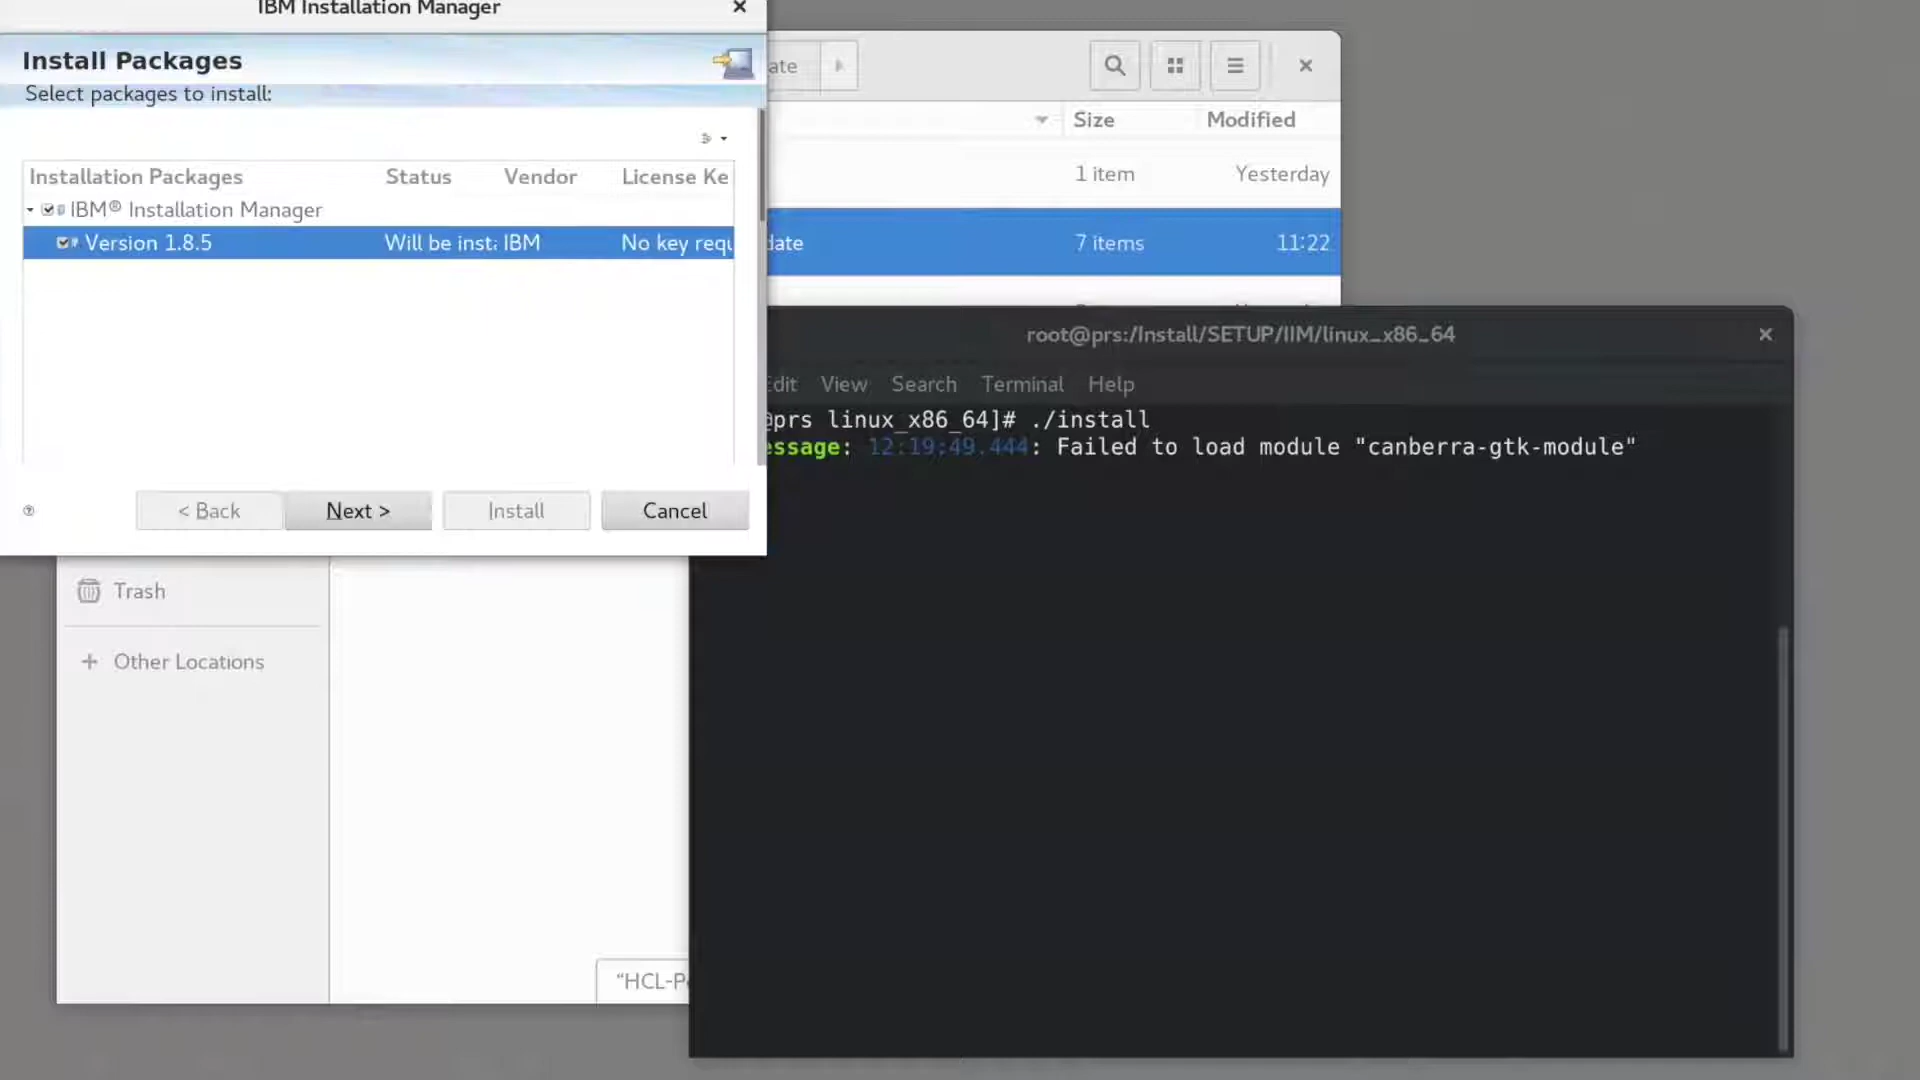 IBM Installation Manager
Install Packages
Select packages to install:
Installation Packages Status Vendor License Ke
IBM® Installation Manager
Version 1.8.5 Will be inst IBM No key requ
< Back Next > Install Cancel
ate
Size Modified
1 item Yesterday
date 7 items 11:22
Trash
Other Locations
"HCL-P
root@prs:/Install/SETUP/IIM/linux_x86_64
Edit View Search Terminal Help
@prs linux_x86_64]# ./install
essage: 12:19:49.444: Failed to load module "canberra-gtk-module"